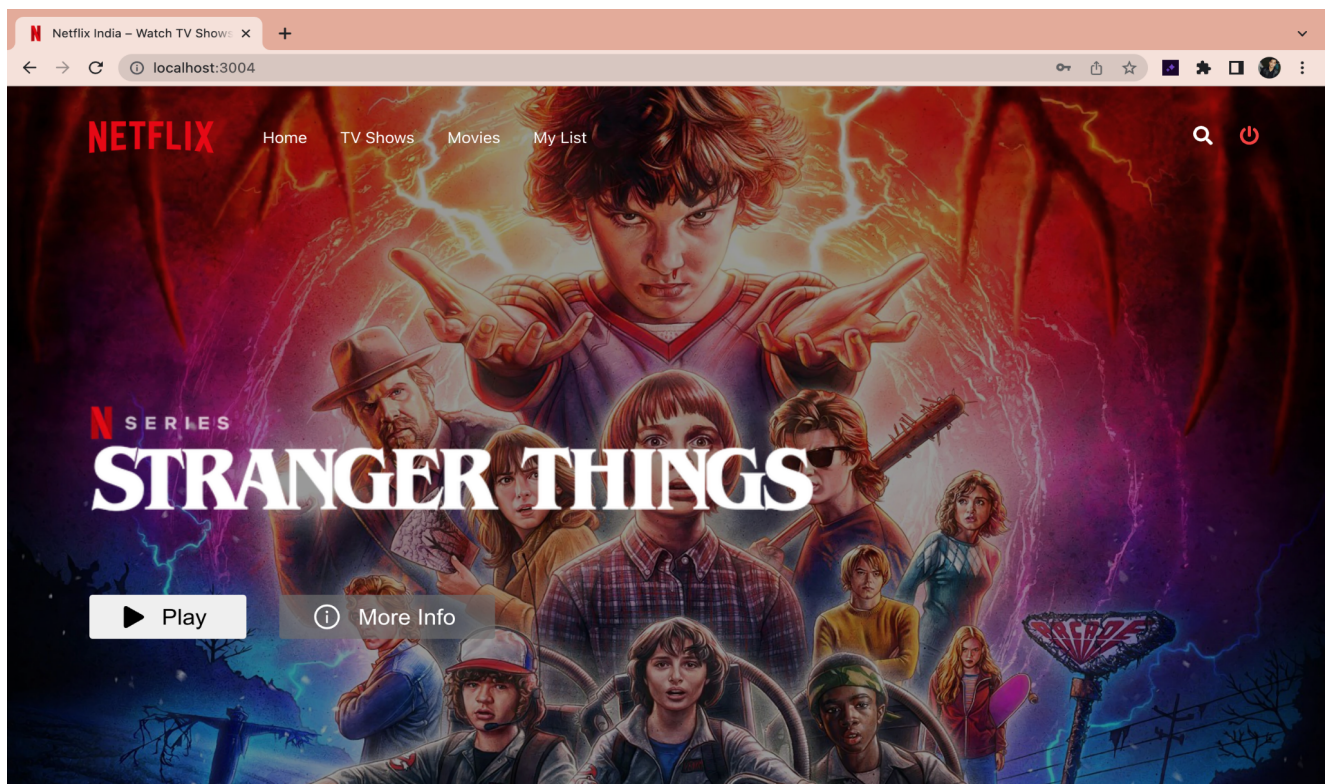 N Netflix India – Watch TV Shows
localhost:3004
NETFLIX Home TV Shows Movies My List
N SERIES
STRANGER THINGS
Play More Info
ARCADE